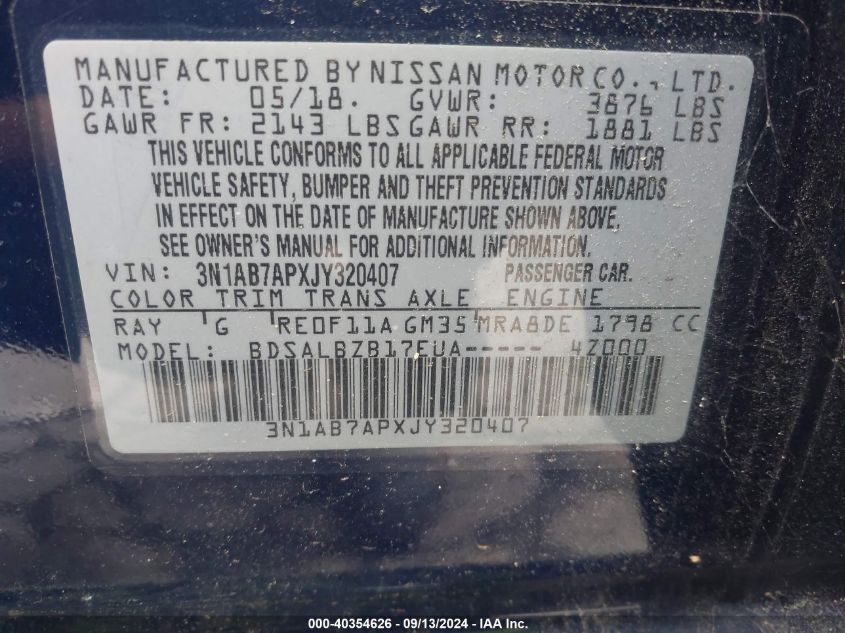 MANUFACTURED BY NISSAN MOTOR CO., LTD.
DATE: 05/18. GVWR: 3876 LBS
GAWR FR: 2143 LBS GAWR RR: 1881 LBS
THIS VEHICLE CONFORMS TO ALL APPLICABLE FEDERAL MOTOR
VEHICLE SAFETY, BUMPER AND THEFT PREVENTION STANDARDS
IN EFFECT ON THE DATE OF MANUFACTURE SHOWN ABOVE,
SEE OWNER'S MANUAL FOR ADDITIONAL INFORMATION.
VIN: 3N1AB7APXJY320407 PASSENGER CAR.
COLOR TRIM TRANS AXLE ENGINE
RAY G RE0F11A GM35 MRA8DE 1798 CC
MODEL: BDSALBZB17EUA----- 4Z000
3N1AB7APXJY320407
000-40354626 - 09/13/2024 - IAA Inc.